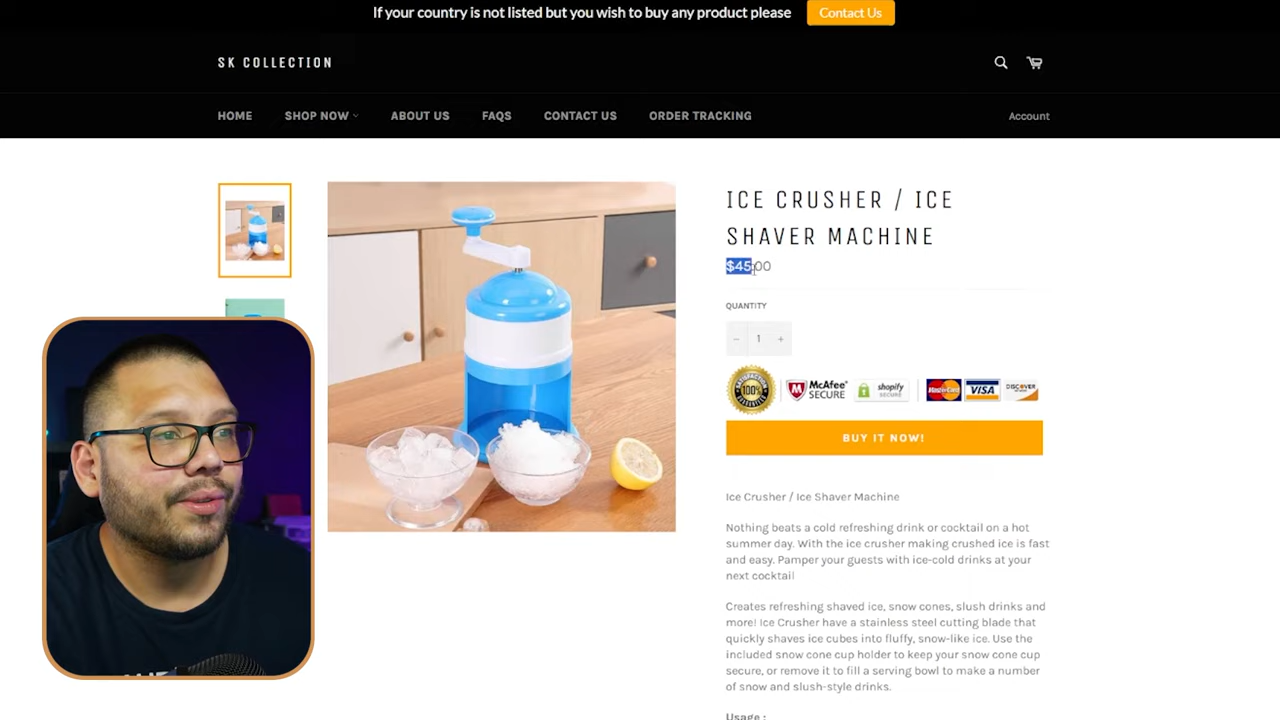 If your country is not listed but you wish to buy any product please Contact Us
SK COLLECTION
HOME SHOP NOW ABOUT US FAQS CONTACT US ORDER TRACKING Account
ICE CRUSHER / ICE
SHAVER MACHINE
$45.00
QUANTITY
− 1 +
100% McAfee SECURE shopify SECURE MasterCard VISA DISCOVER
BUY IT NOW!
Ice Crusher / Ice Shaver Machine
Nothing beats a cold refreshing drink or cocktail on a hot
summer day. With the ice crusher making crushed ice is fast
and easy. Pamper your guests with ice-cold drinks at your
next cocktail
Creates refreshing shaved ice, snow cones, slush drinks and
more! Ice Crusher have a stainless steel cutting blade that
quickly shaves ice cubes into fluffy, snow-like ice. Use the
included snow cone cup holder to keep your snow cone cup
secure, or remove it to fill a serving bowl to make a number
of snow and slush-style drinks.
Usage :